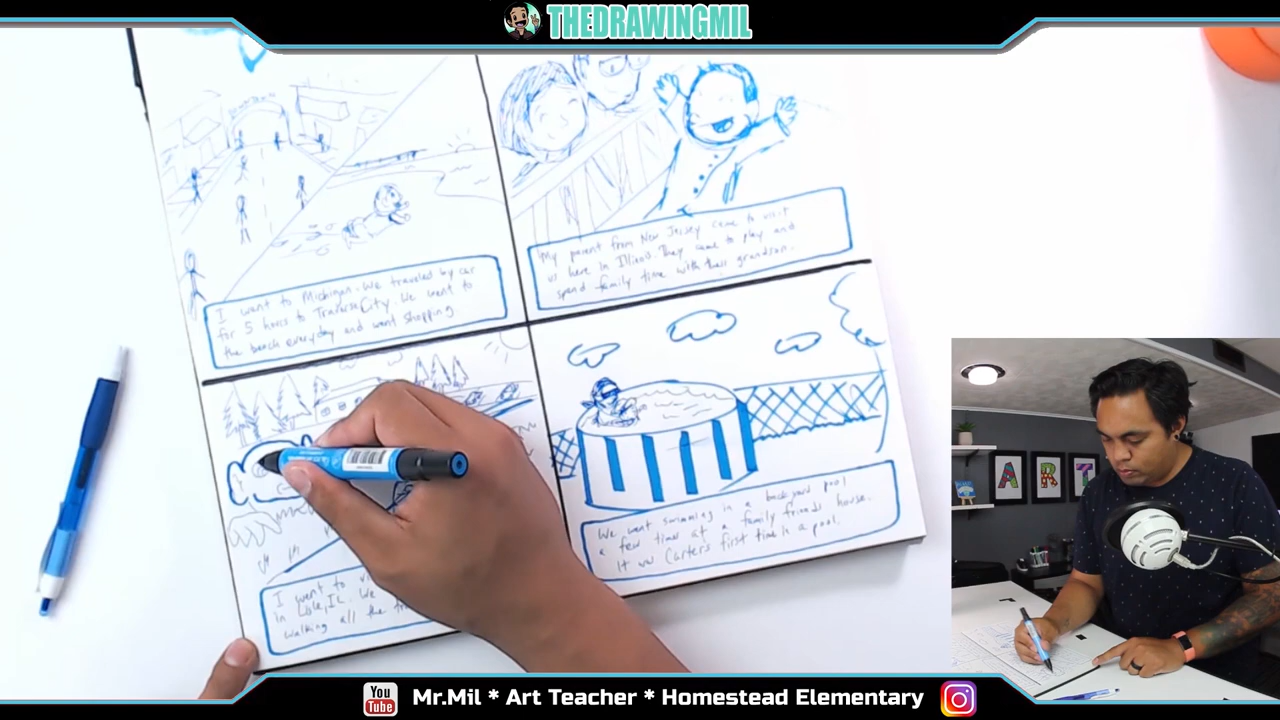 THEDRAWINGMIL
DOWNTOWN
I went to Michigan. We traveled by car
for 5 hours to Traverse City. We went to
the beach everyday and went shopping
My parent from New Jersey came to visit
us here in Illinois. They came to play and
spend family time with their grandson.
I went to
in Lisle, IL. We
walking all the
We went swimming in a backyard pool
a few times at a family friends house.
It was Carter's first time in a pool.
A R T
You
Tube
Mr.Mil * Art Teacher * Homestead Elementary